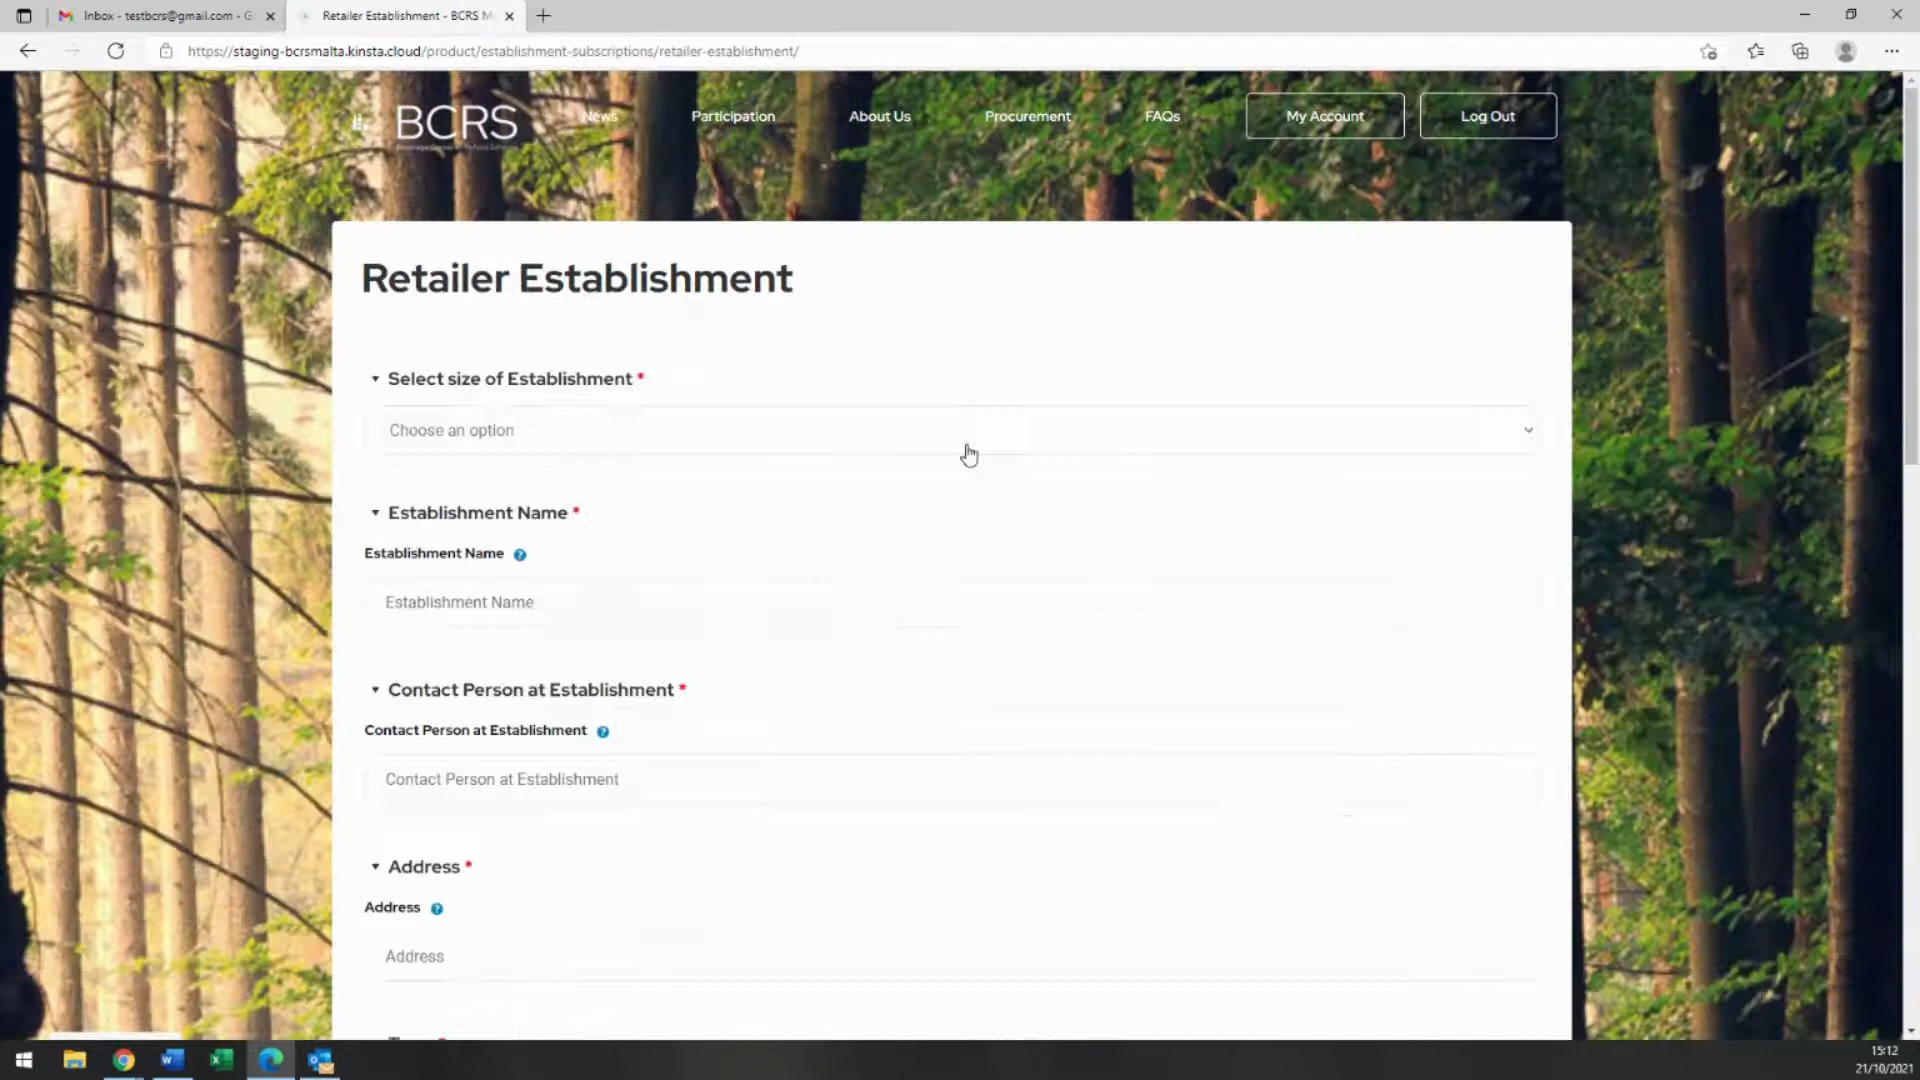 Inbox - testbcrs@gmail.com - G
Retailer Establishment - BCRS M
https://staging-bcrsmalta.kinsta.cloud/product/establishment-subscriptions/retailer-establishment/
BCRS
News
Participation
About Us
Procurement
FAQs
My Account
Log Out
Retailer Establishment
Select size of Establishment *
Choose an option
Establishment Name *
Establishment Name ?
Establishment Name
Contact Person at Establishment *
Contact Person at Establishment ?
Contact Person at Establishment
Address *
Address ?
Address
15:12
21/10/2021